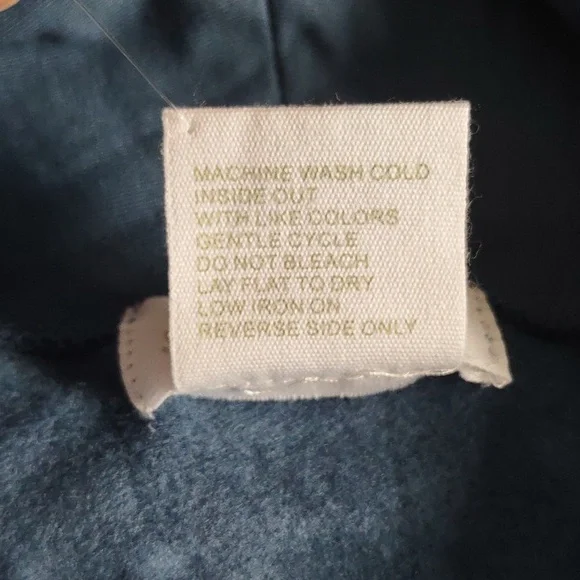 MACHINE WASH COLD
INSIDE OUT
WITH LIKE COLORS
GENTLE CYCLE
DO NOT BLEACH
LAY FLAT TO DRY
LOW IRON ON
REVERSE SIDE ONLY